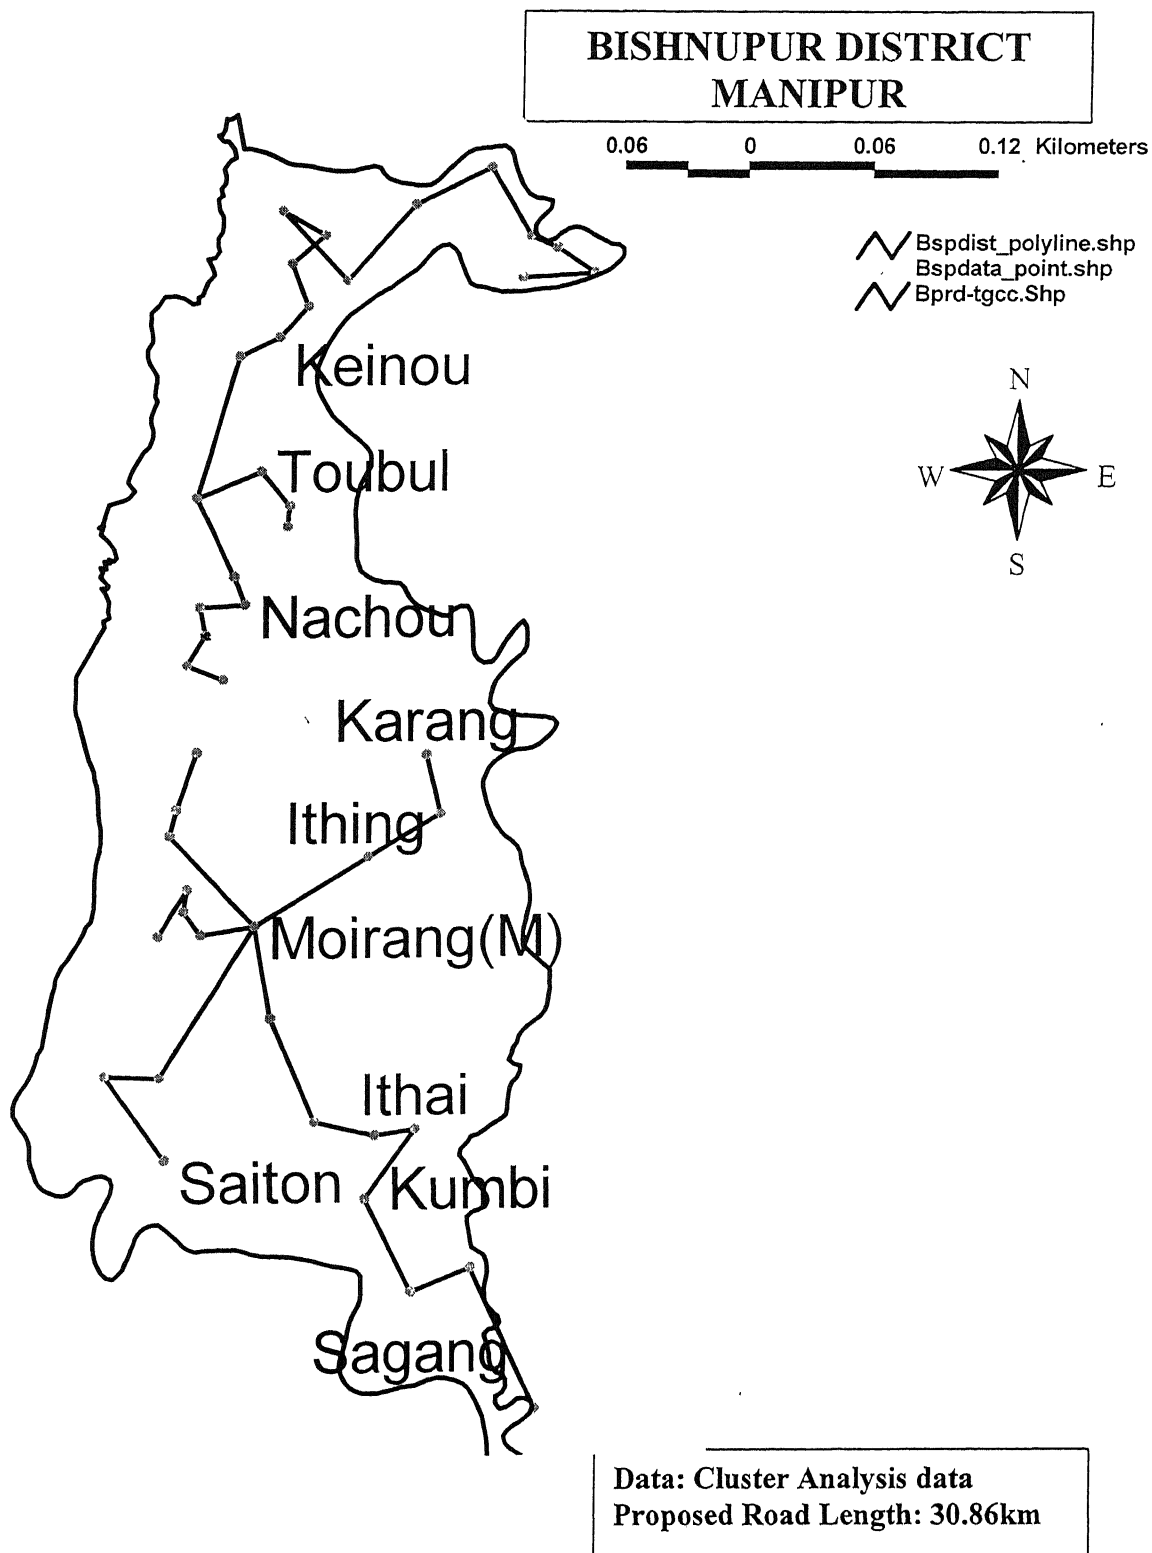 BISHNUPUR DISTRICT
MANIPUR
0.06 0 0.06 0.12 Kilometers
Bspdist_polyline.shp
Bspdata_point.shp
Bprd-tgcc.Shp
N
W E
S
Keinou
Toubul
Nachou
Karang
Ithing
Moirang(M)
Ithai
Saiton Kumbi
Sagang
Data: Cluster Analysis data
Proposed Road Length: 30.86km